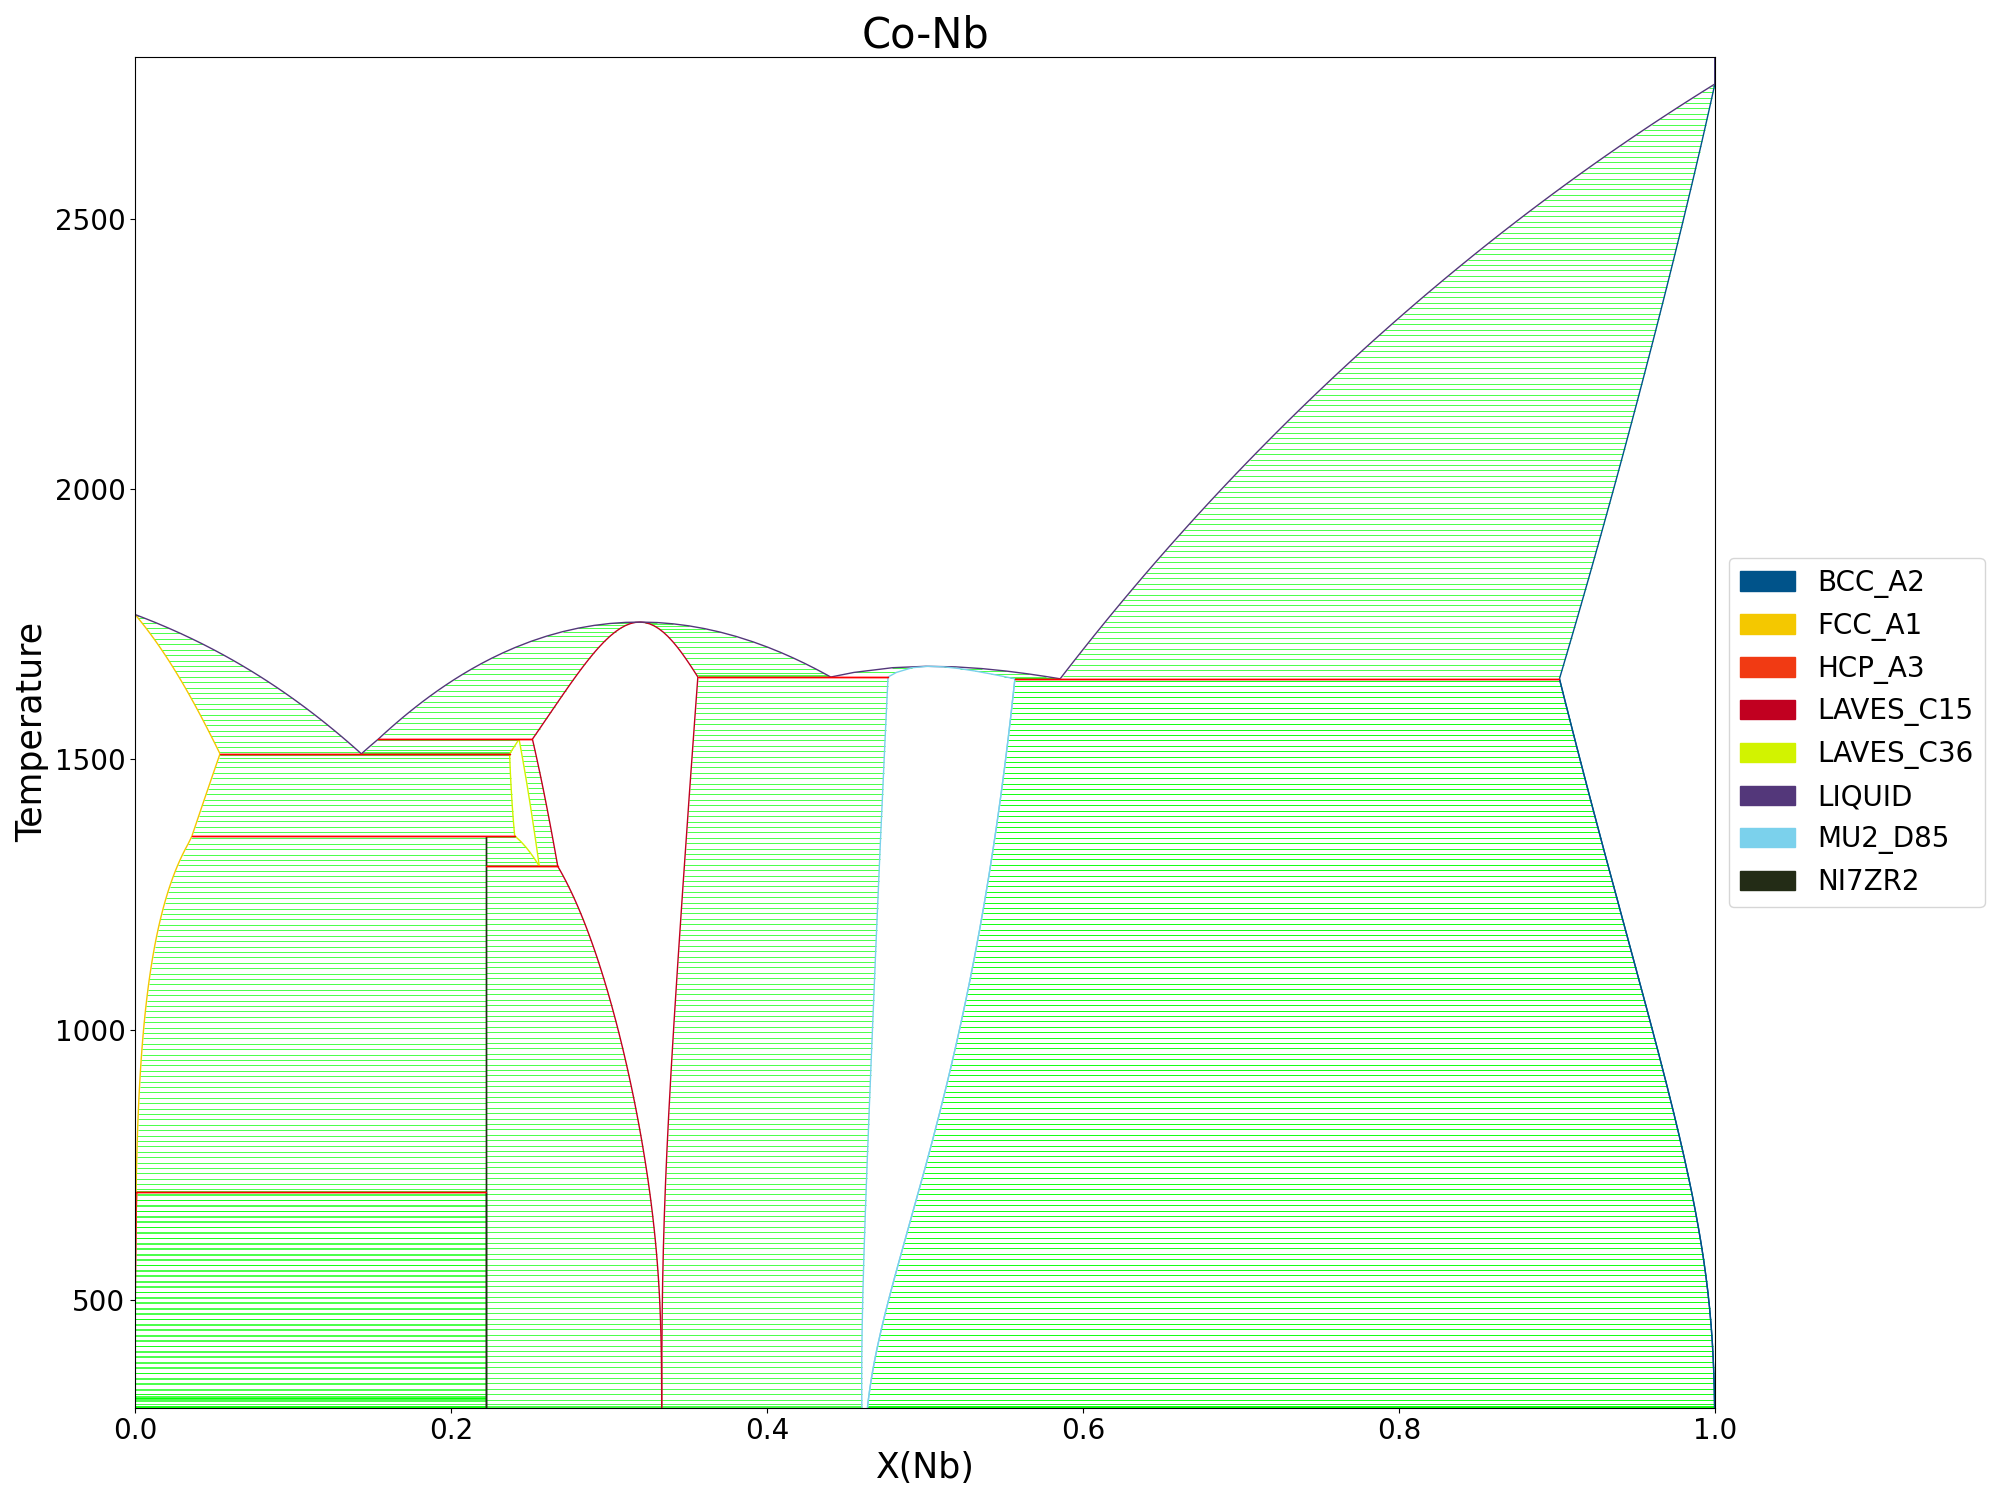 Co-Nb
Temperature
2500
2000
1500
1000
500
0.0 0.2 0.4 0.6 0.8 1.0
X(Nb)
BCC_A2
FCC_A1
HCP_A3
LAVES_C15
LAVES_C36
LIQUID
MU2_D85
NI7ZR2